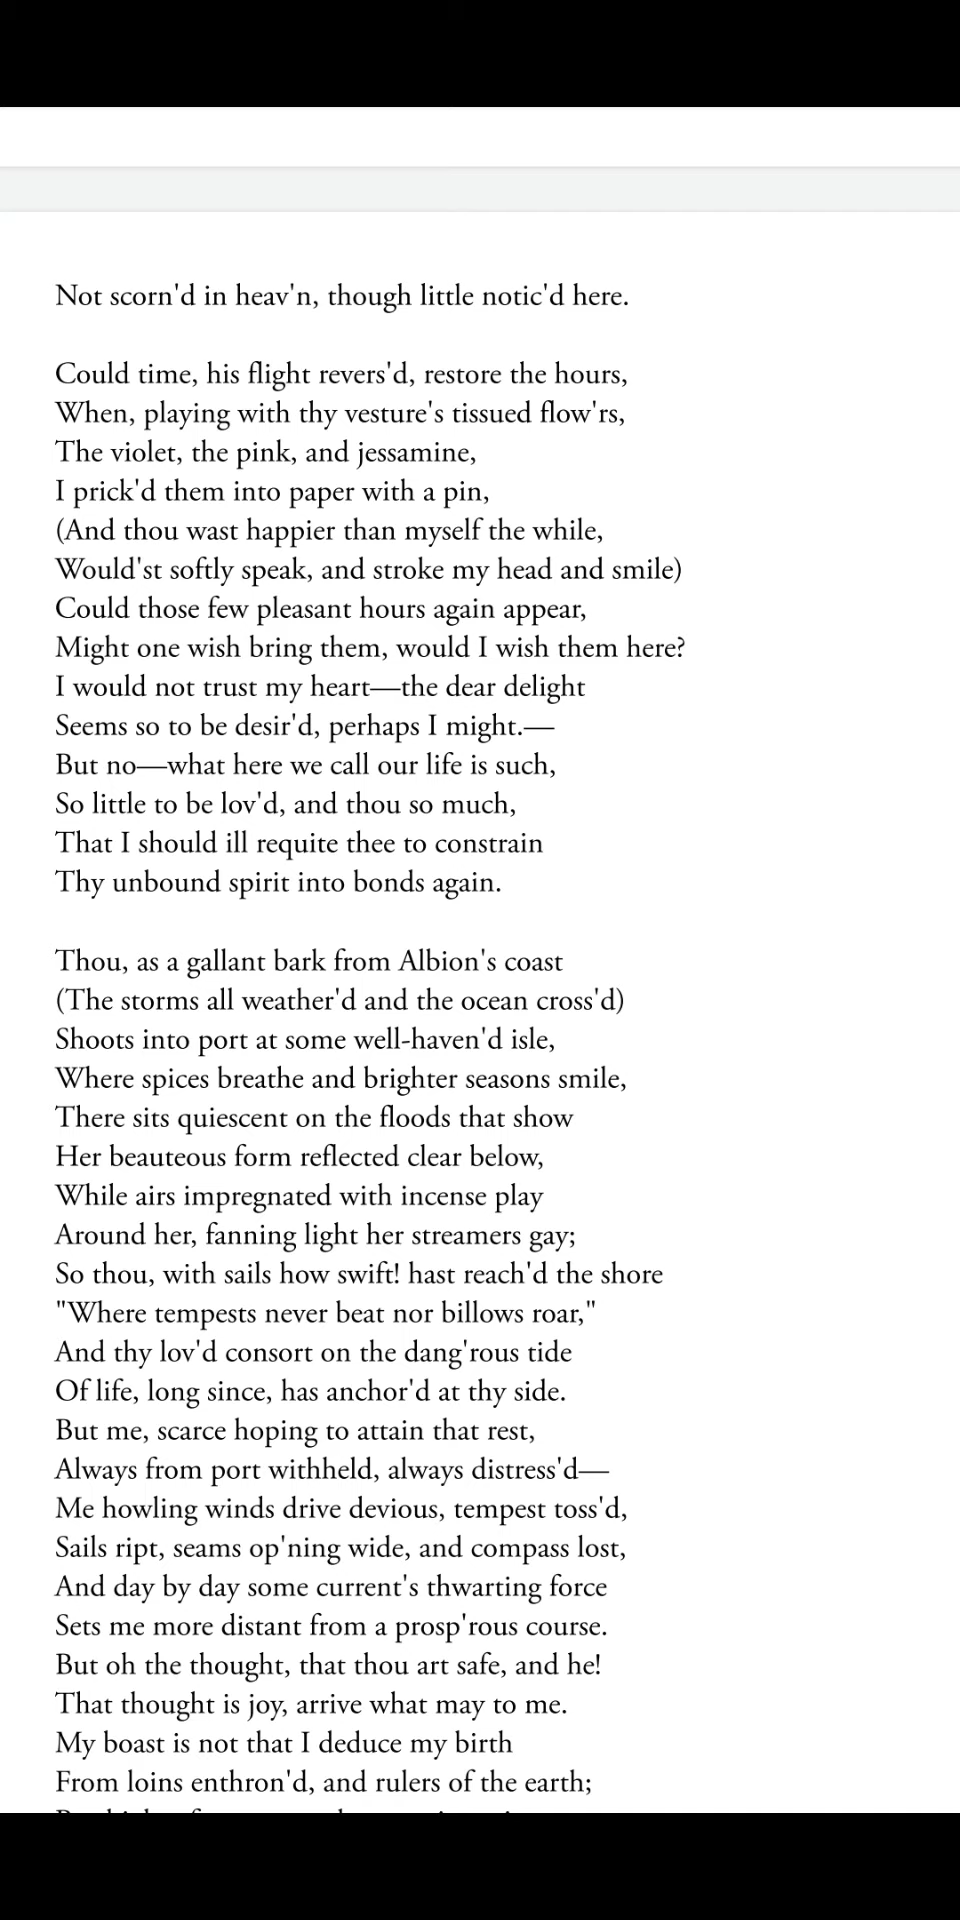 Not scorn'd in heav'n, though little notic'd here.
Could time, his flight revers'd, restore the hours,
When, playing with thy vesture's tissued flow'rs,
The violet, the pink, and jessamine,
I prick'd them into paper with a pin,
(And thou wast happier than myself the while,
Would'st softly speak, and stroke my head and smile)
Could those few pleasant hours again appear,
Might one wish bring them, would I wish them here?
I would not trust my heart—the dear delight
Seems so to be desir'd, perhaps I might.—
But no—what here we call our life is such,
So little to be lov'd, and thou so much,
That I should ill requite thee to constrain
Thy unbound spirit into bonds again.
Thou, as a gallant bark from Albion's coast
(The storms all weather'd and the ocean cross'd)
Shoots into port at some well-haven'd isle,
Where spices breathe and brighter seasons smile,
There sits quiescent on the floods that show
Her beauteous form reflected clear below,
While airs impregnated with incense play
Around her, fanning light her streamers gay;
So thou, with sails how swift! hast reach'd the shore
"Where tempests never beat nor billows roar,"
And thy lov'd consort on the dang'rous tide
Of life, long since, has anchor'd at thy side.
But me, scarce hoping to attain that rest,
Always from port withheld, always distress'd—
Me howling winds drive devious, tempest toss'd,
Sails ript, seams op'ning wide, and compass lost,
And day by day some current's thwarting force
Sets me more distant from a prosp'rous course.
But oh the thought, that thou art safe, and he!
That thought is joy, arrive what may to me.
My boast is not that I deduce my birth
From loins enthron'd, and rulers of the earth;